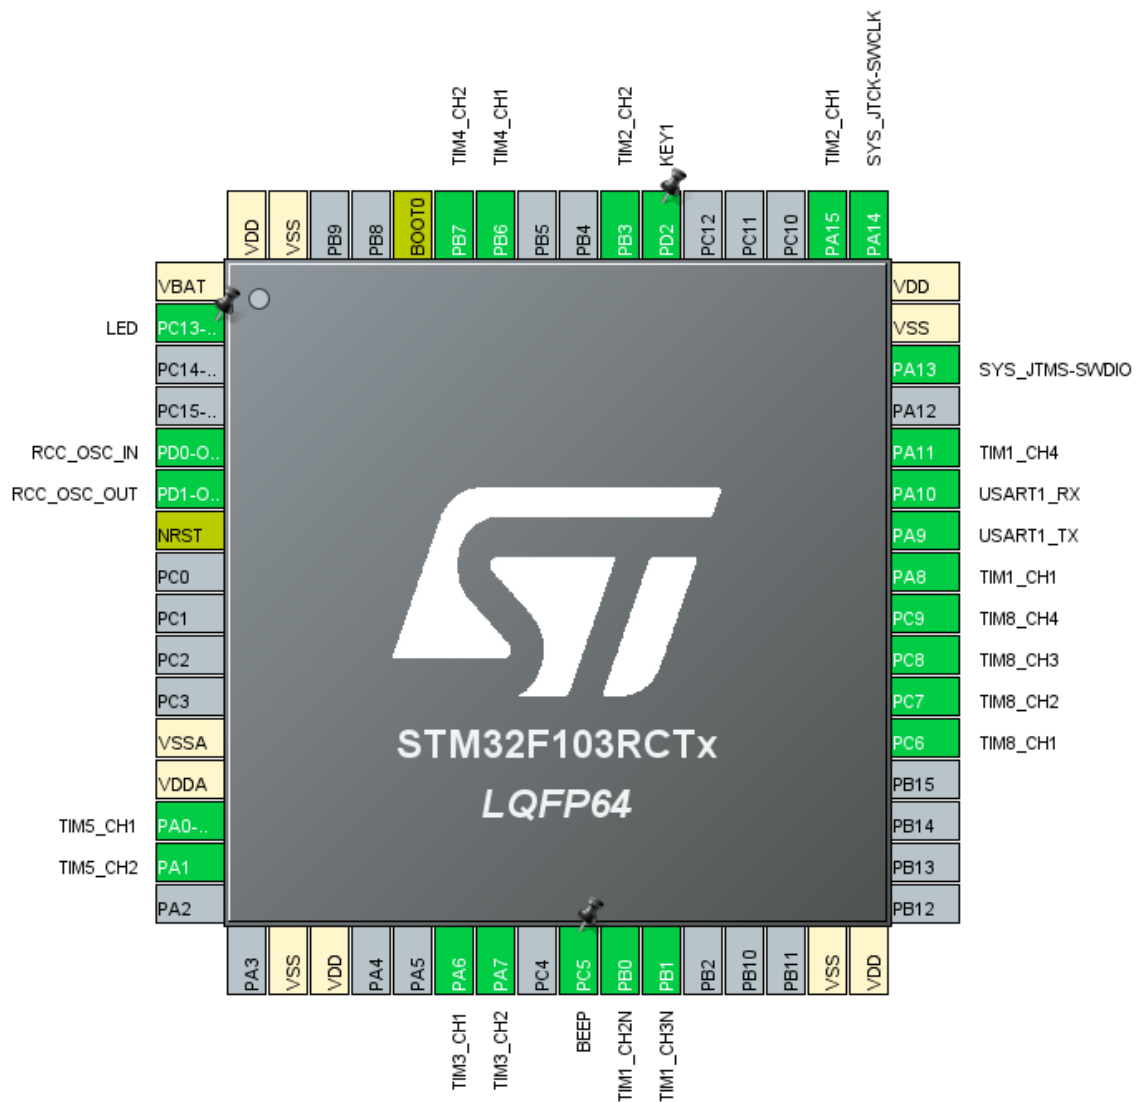 TIM4_CH2
TIM4_CH1
TIM2_CH2
KEY1
TIM2_CH1
SYS_JTCK-SWCLK
VDD
VSS
PB9
PB8
BOOT0
PB7
PB6
PB5
PB4
PB3
PD2
PC12
PC11
PC10
PA15
PA14
VBAT
LED
PC13-..
PC14-..
PC15-..
RCC_OSC_IN
PD0-O..
RCC_OSC_OUT
PD1-O..
NRST
PC0
PC1
PC2
PC3
VSSA
VDDA
TIM5_CH1
PA0-..
TIM5_CH2
PA1
PA2
STM32F103RCTx
LQFP64
VDD
VSS
PA13
SYS_JTMS-SWDIO
PA12
PA11
TIM1_CH4
PA10
USART1_RX
PA9
USART1_TX
PA8
TIM1_CH1
PC9
TIM8_CH4
PC8
TIM8_CH3
PC7
TIM8_CH2
PC6
TIM8_CH1
PB15
PB14
PB13
PB12
PA3
VSS
VDD
PA4
PA5
PA6
PA7
PC4
PC5
PB0
PB1
PB2
PB10
PB11
VSS
VDD
TIM3_CH1
TIM3_CH2
BEEP
TIM1_CH2N
TIM1_CH3N